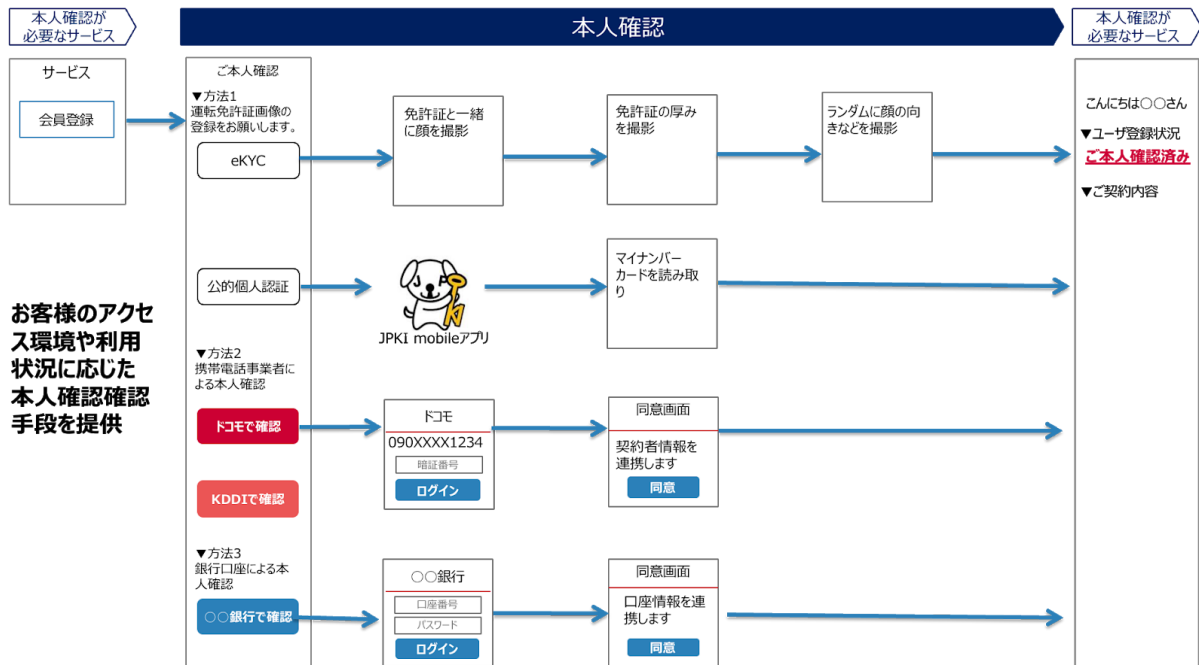 本人確認が
必要なサービス
本人確認
本人確認が
必要なサービス
サービス
会員登録
ご本人確認
▼方法1
運転免許証画像の
登録をお願いします。
eKYC
免許証と一緒
に顔を撮影
免許証の厚み
を撮影
ランダムに顔の向
きなどを撮影
こんにちは〇〇さん
▼ユーザ登録状況
ご本人確認済み
▼ご契約内容
公的個人認証
JPKI
JPKI mobileアプリ
マイナンバー
カードを読み取
り
お客様のアクセ
ス環境や利用
状況に応じた
本人確認確認
手段を提供
▼方法2
携帯電話事業者に
よる本人確認
ドコモで確認
KDDIで確認
ドコモ
090XXXX1234
暗証番号
ログイン
同意画面
契約者情報を
連携します
同意
▼方法3
銀行口座による本
人確認
〇〇銀行で確認
〇〇銀行
口座番号
パスワード
ログイン
同意画面
口座情報を連
携します
同意